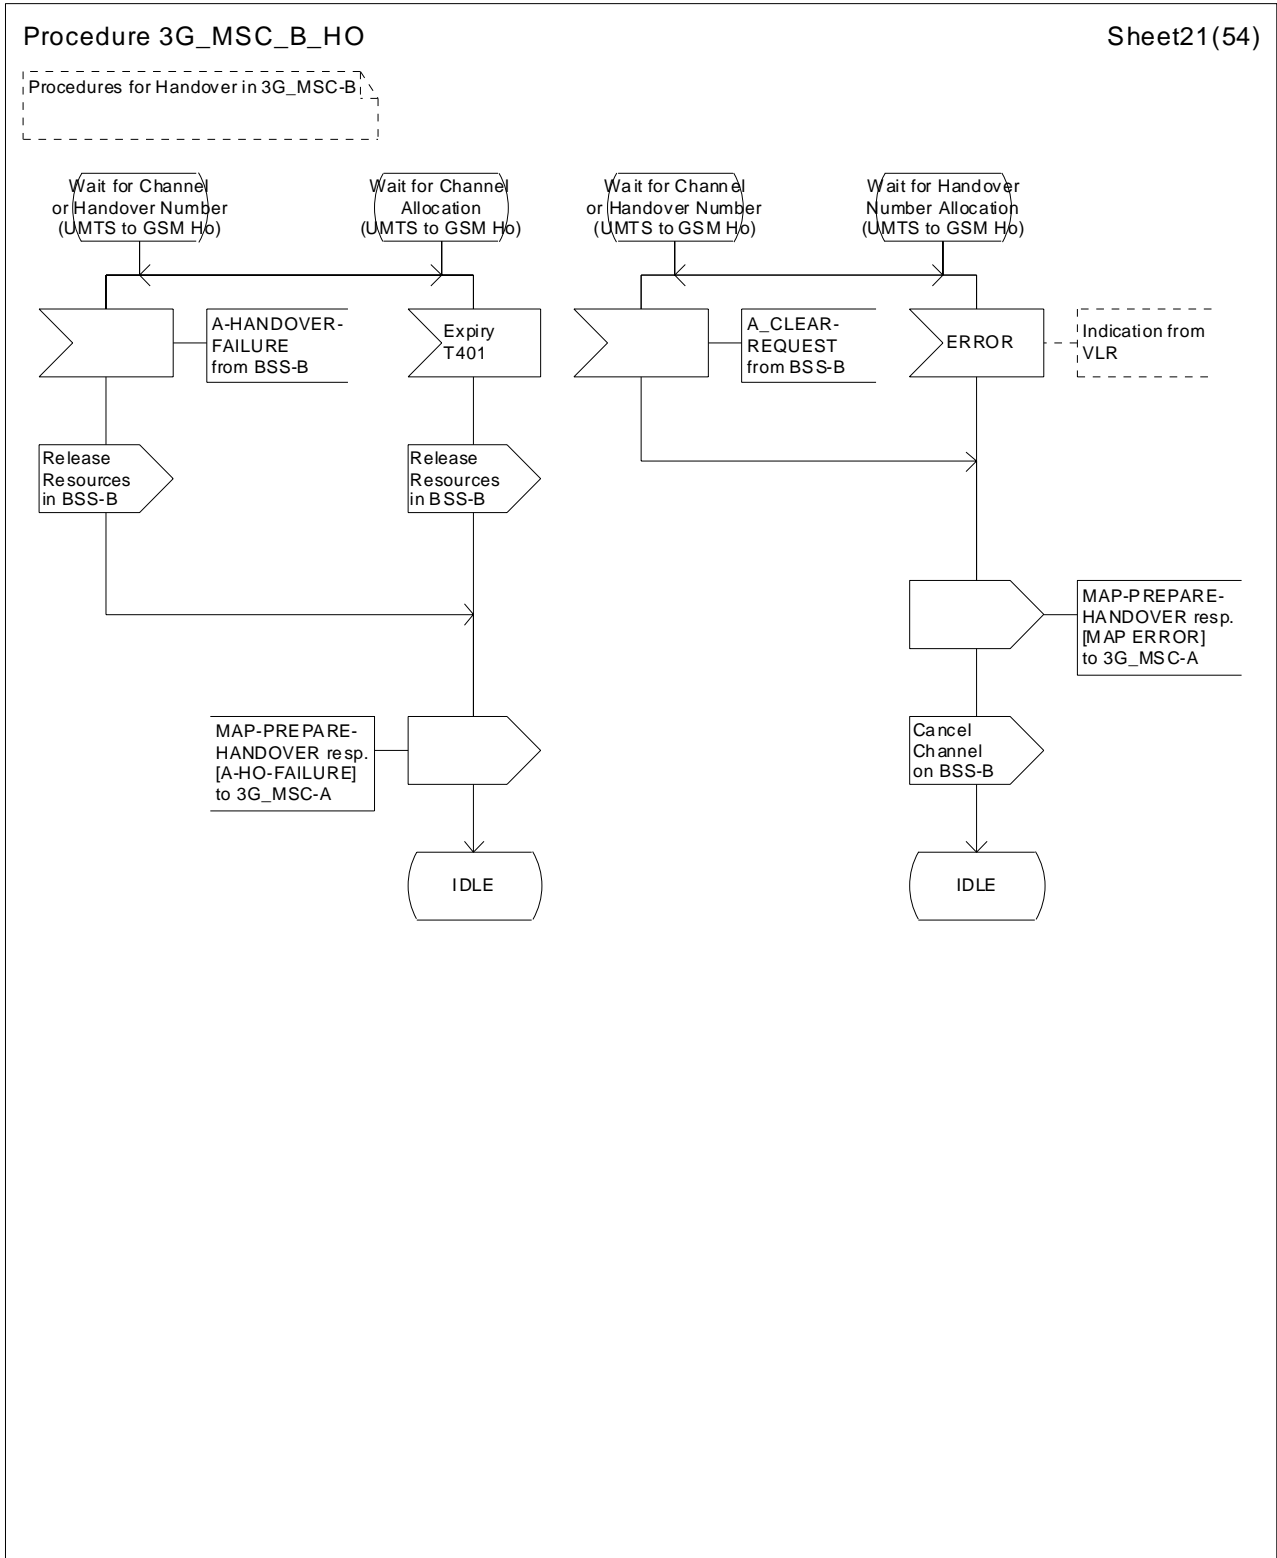 Procedure 3G_MSC_B_HO
Sheet21(54)
Procedures for Handover in 3G_MSC-B
Wait for Channel
or Handover Number
(UMTS to GSM Ho)
Wait for Channel
Allocation
(UMTS to GSM Ho)
Wait for Channel
or Handover Number
(UMTS to GSM Ho)
Wait for Handover
Number Allocation
(UMTS to GSM Ho)
A-HANDOVER-
FAILURE
from BSS-B
Expiry
T401
A_CLEAR-
REQUEST
from BSS-B
ERROR
Indication from
VLR
Release
Resources
in BSS-B
Release
Resources
in BSS-B
MAP-PREPARE-
HANDOVER resp.
[MAP ERROR]
to 3G_MSC-A
MAP-PREPARE-
HANDOVER resp.
[A-HO-FAILURE]
to 3G_MSC-A
Cancel
Channel
on BSS-B
IDLE
IDLE